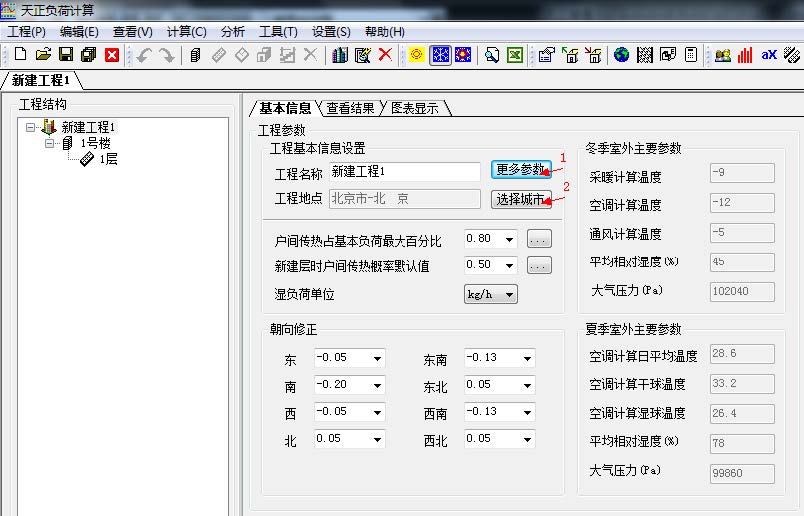 天正负荷计算
工程(P) 编辑(E) 查看(V) 计算(C) 分析 工具(T) 设置(S) 帮助(H)
aX
新建工程1
工程结构
新建工程1
1号楼
1层
基本信息 查看结果 图表显示
工程参数
工程基本信息设置
工程名称 新建工程1 更多参数 1
工程地点 北京市-北 京 选择城市 2
户间传热占基本负荷最大百分比 0.80 ...
新建层时户间传热概率默认值 0.50 ...
湿负荷单位 kg/h
朝向修正
东 -0.05 东南 -0.13
南 -0.20 东北 0.05
西 -0.05 西南 -0.13
北 0.05 西北 0.05
冬季室外主要参数
采暖计算温度 -9
空调计算温度 -12
通风计算温度 -5
平均相对湿度(%) 45
大气压力(Pa) 102040
夏季室外主要参数
空调计算日平均温度 28.6
空调计算干球温度 33.2
空调计算湿球温度 26.4
平均相对湿度(%) 78
大气压力(Pa) 99860